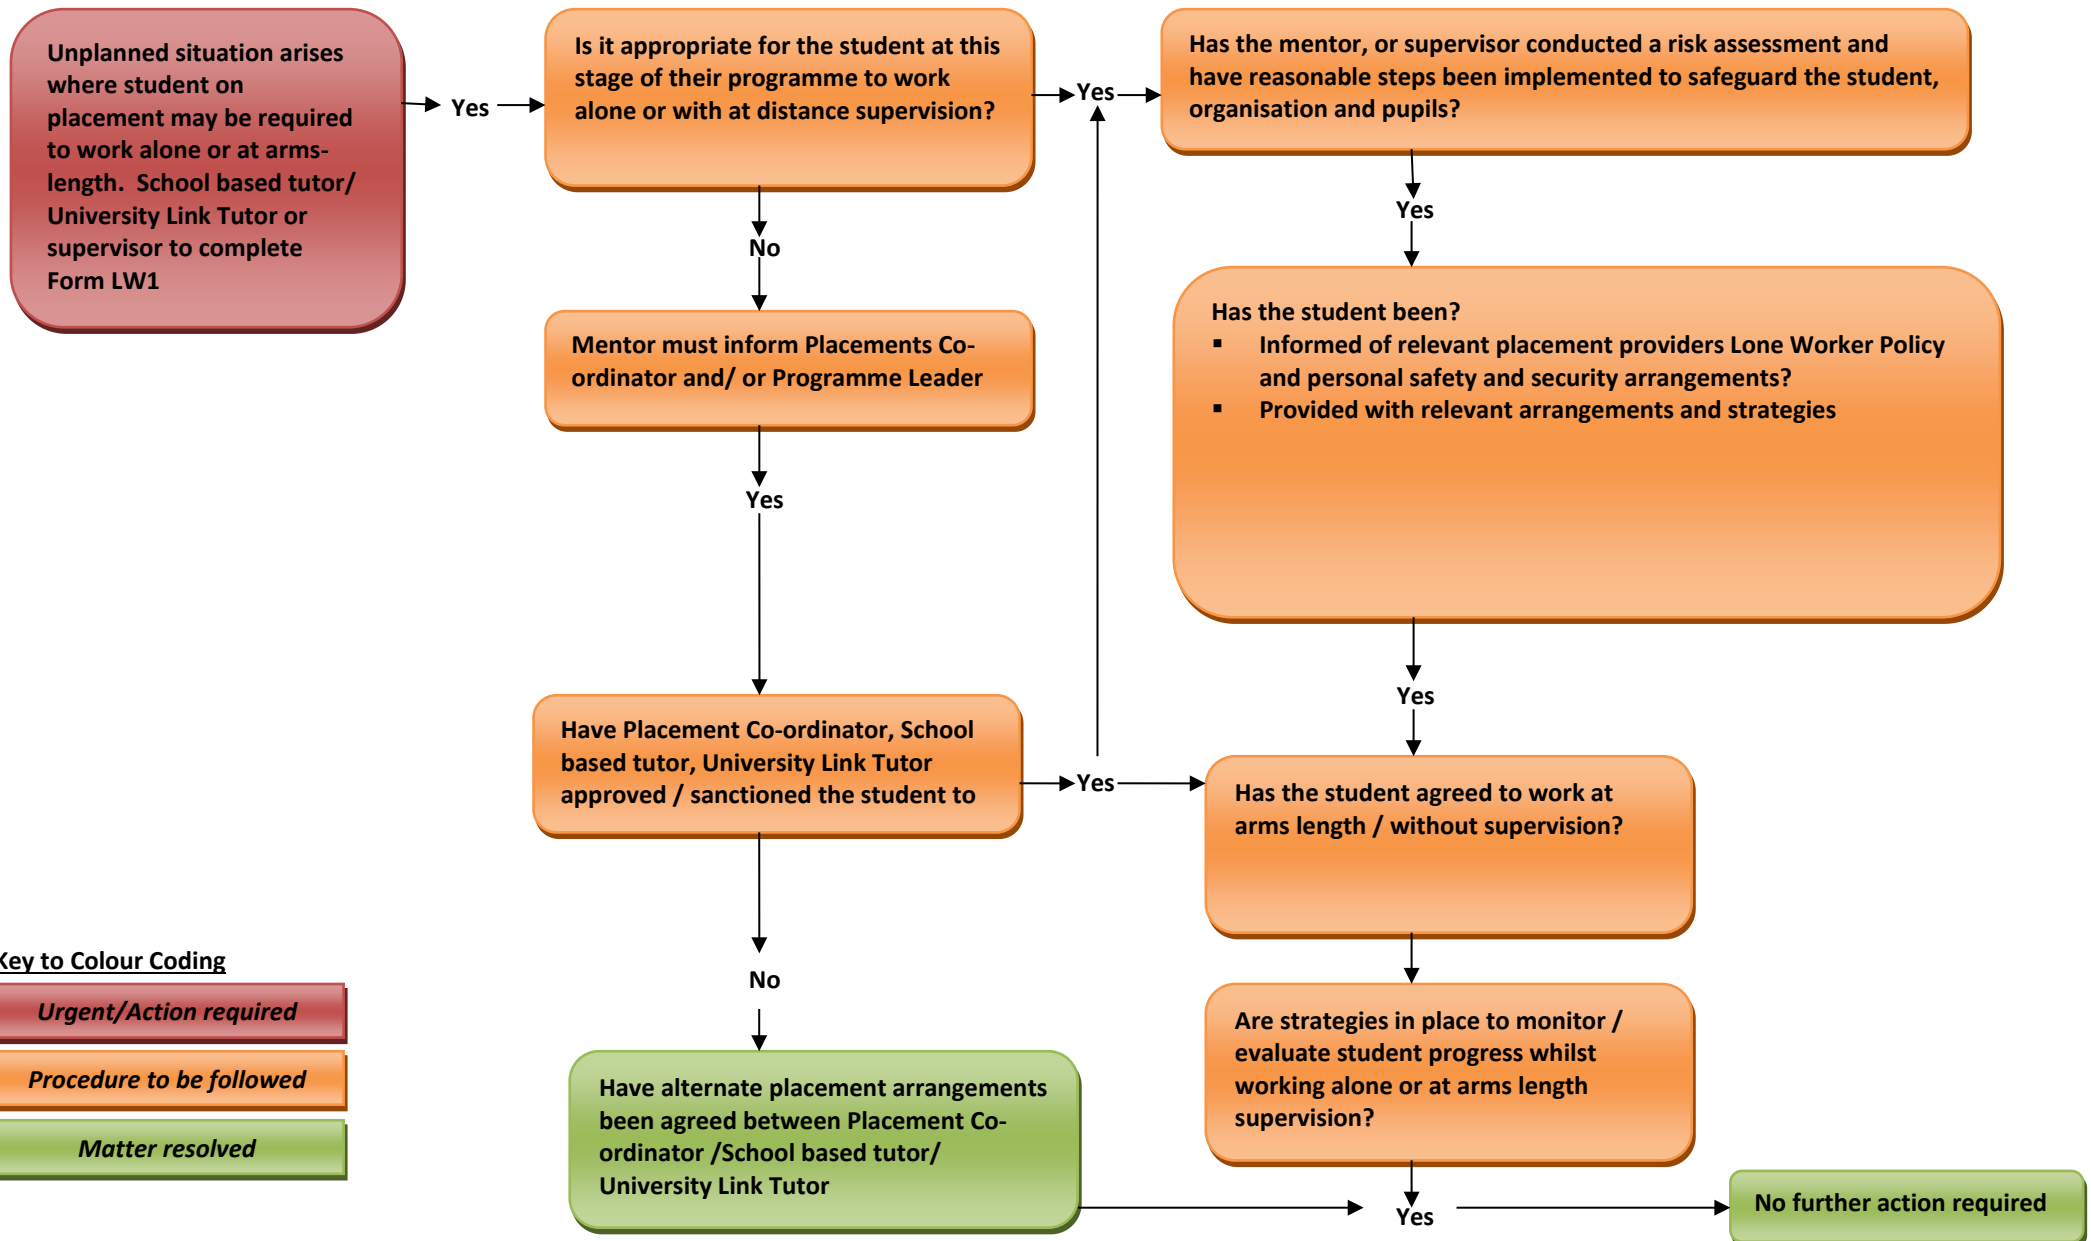 Unplanned situation arises
where student on
placement may be required
to work alone or at arms-
length. School based tutor/
University Link Tutor or
supervisor to complete
Form LW1
Yes
Is it appropriate for the student at this
stage of their programme to work
alone or with at distance supervision?
Yes
Has the mentor, or supervisor conducted a risk assessment and
have reasonable steps been implemented to safeguard the student,
organisation and pupils?
No
Yes
Mentor must inform Placements Co-
ordinator and/ or Programme Leader
Has the student been?
▪ Informed of relevant placement providers Lone Worker Policy
and personal safety and security arrangements?
▪ Provided with relevant arrangements and strategies
Yes
Yes
Have Placement Co-ordinator, School
based tutor, University Link Tutor
approved / sanctioned the student to
Yes
Has the student agreed to work at
arms length / without supervision?
No
Key to Colour Coding
Urgent/Action required
Procedure to be followed
Matter resolved
Are strategies in place to monitor /
evaluate student progress whilst
working alone or at arms length
supervision?
Have alternate placement arrangements
been agreed between Placement Co-
ordinator /School based tutor/
University Link Tutor
Yes
No further action required